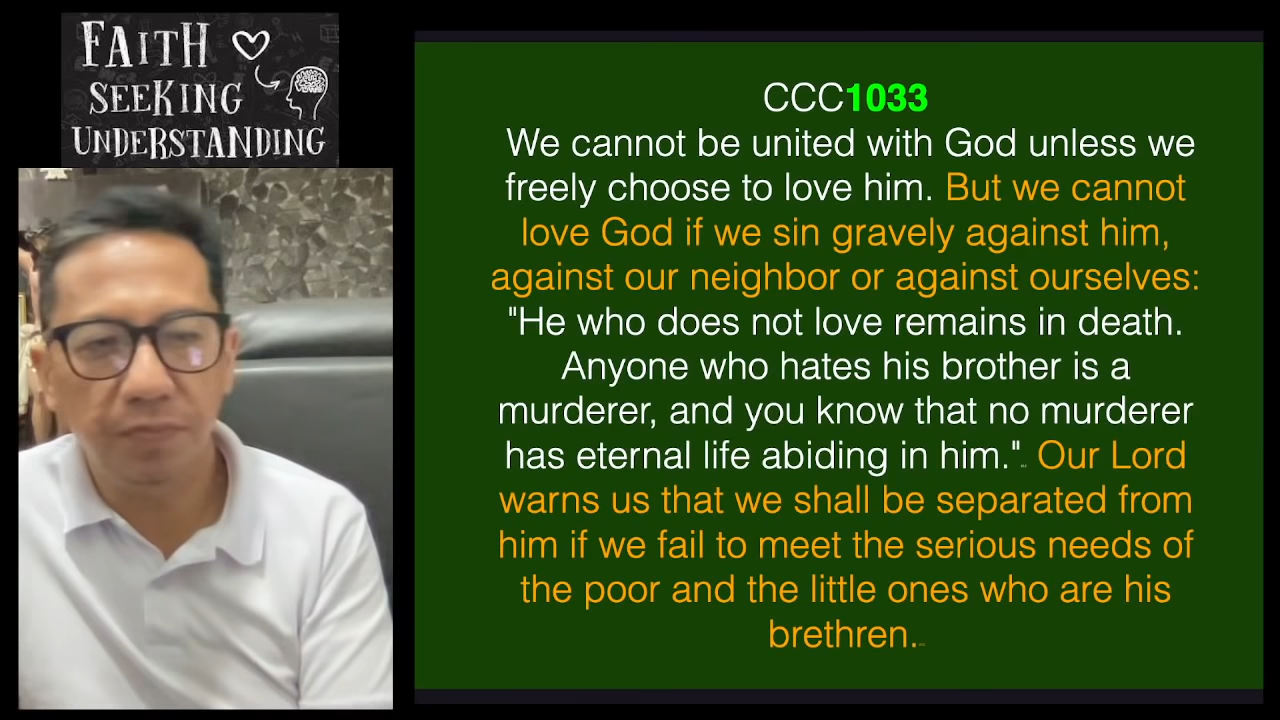 FAITH
SEEKING
UNDERSTANDING
CCC1033
We cannot be united with God unless we
freely choose to love him. But we cannot
love God if we sin gravely against him,
against our neighbor or against ourselves:
"He who does not love remains in death.
Anyone who hates his brother is a
murderer, and you know that no murderer
has eternal life abiding in him." Our Lord
warns us that we shall be separated from
him if we fail to meet the serious needs of
the poor and the little ones who are his
brethren.